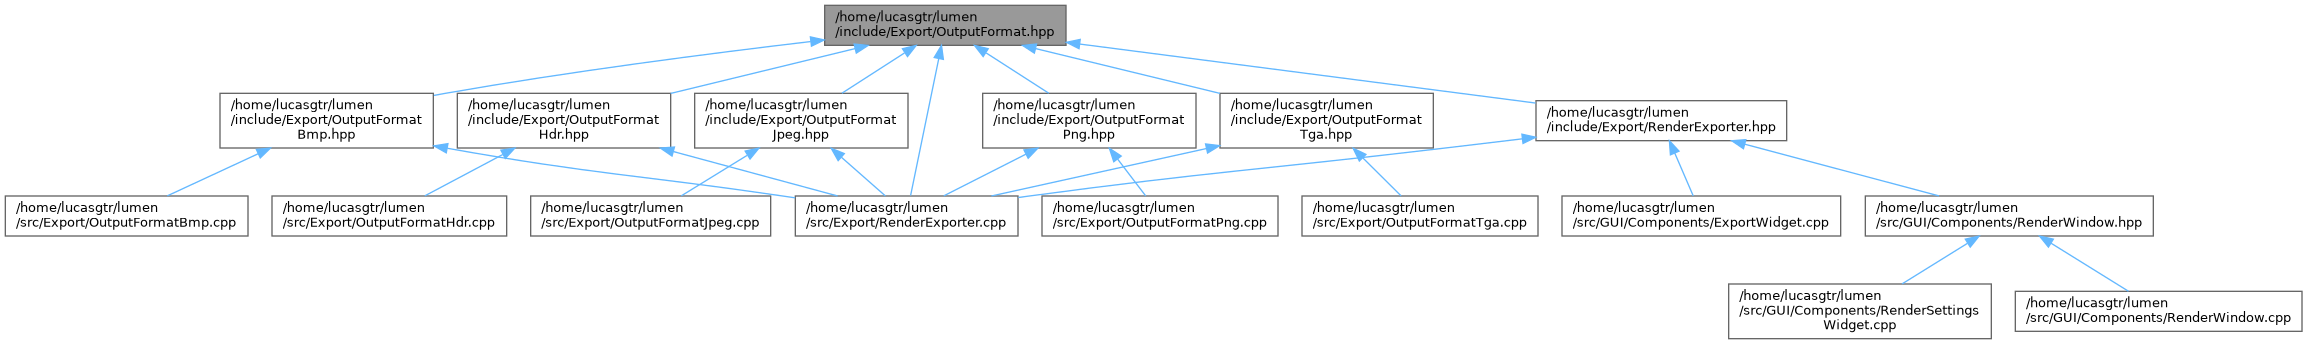 /home/lucasgtr/lumen
/include/Export/OutputFormat.hpp
/home/lucasgtr/lumen
/include/Export/OutputFormat
Bmp.hpp
/home/lucasgtr/lumen
/include/Export/OutputFormat
Hdr.hpp
/home/lucasgtr/lumen
/include/Export/OutputFormat
Jpeg.hpp
/home/lucasgtr/lumen
/include/Export/OutputFormat
Png.hpp
/home/lucasgtr/lumen
/include/Export/OutputFormat
Tga.hpp
/home/lucasgtr/lumen
/include/Export/RenderExporter.hpp
/home/lucasgtr/lumen
/src/Export/OutputFormatBmp.cpp
/home/lucasgtr/lumen
/src/Export/OutputFormatHdr.cpp
/home/lucasgtr/lumen
/src/Export/OutputFormatJpeg.cpp
/home/lucasgtr/lumen
/src/Export/RenderExporter.cpp
/home/lucasgtr/lumen
/src/Export/OutputFormatPng.cpp
/home/lucasgtr/lumen
/src/Export/OutputFormatTga.cpp
/home/lucasgtr/lumen
/src/GUI/Components/ExportWidget.cpp
/home/lucasgtr/lumen
/src/GUI/Components/RenderWindow.hpp
/home/lucasgtr/lumen
/src/GUI/Components/RenderSettings
Widget.cpp
/home/lucasgtr/lumen
/src/GUI/Components/RenderWindow.cpp